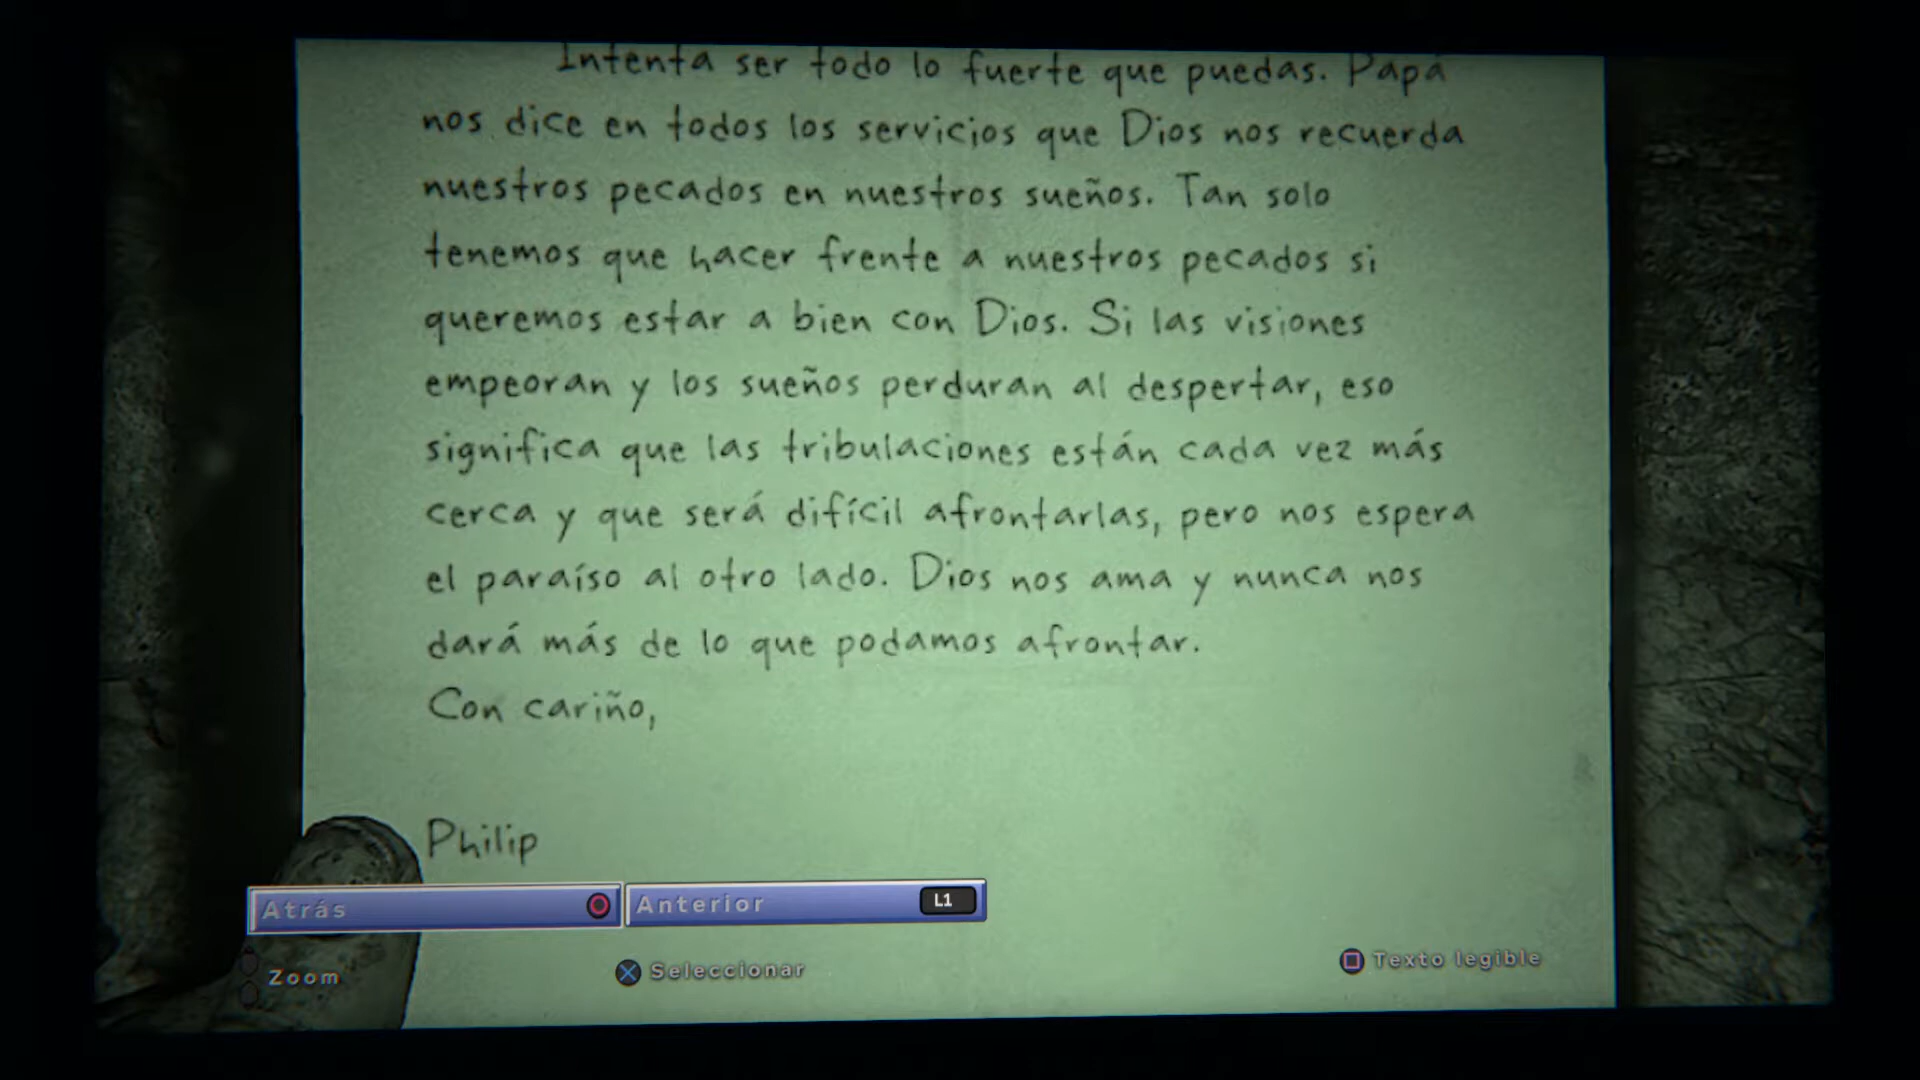 Intenta ser todo lo fuerte que puedas. Papá
nos dice en todos los servicios que Dios nos recuerda
nuestros pecados en nuestros sueños. Tan solo
tenemos que hacer frente a nuestros pecados si
queremos estar a bien con Dios. Si las visiones
empeoran y los sueños perduran al despertar, eso
significa que las tribulaciones están cada vez más
cerca y que será difícil afrontarlas, pero nos espera
el paraíso al otro lado. Dios nos ama y nunca nos
dará más de lo que podamos afrontar.
Con cariño,
Philip
Atrás
Anterior L1
Zoom
Seleccionar
Texto legible